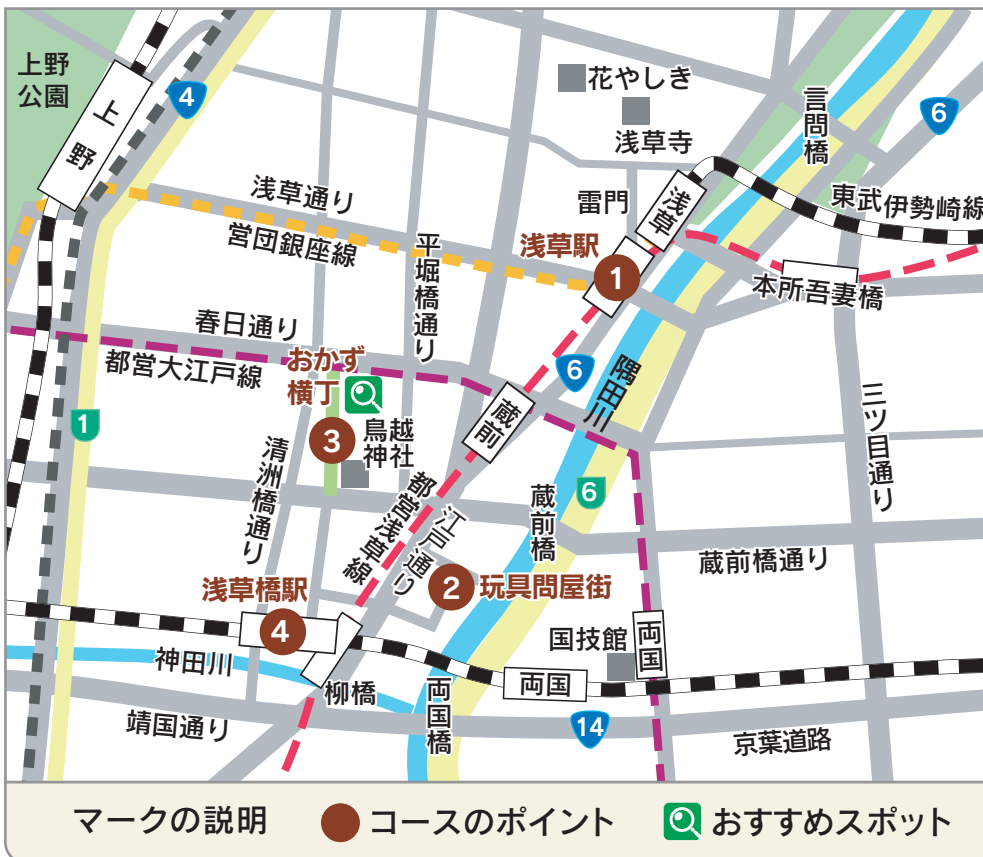 上野
公園
上野
4
花やしき
浅草寺
言問橋
6
雷門
浅草
東武伊勢崎線
浅草通り
営団銀座線
平堀橋通り
浅草駅
1
本所吾妻橋
春日通り
都営大江戸線
おかず
横丁
6
隅田川
1
3
鳥越
神社
蔵前
三ツ目通り
清洲橋通り
都営浅草線
江戸通り
蔵前橋
6
蔵前橋通り
浅草橋駅
2
玩具問屋街
4
国技館
両国
神田川
柳橋
両国橋
両国
靖国通り
14
京葉道路
マークの説明
コースのポイント
おすすめスポット